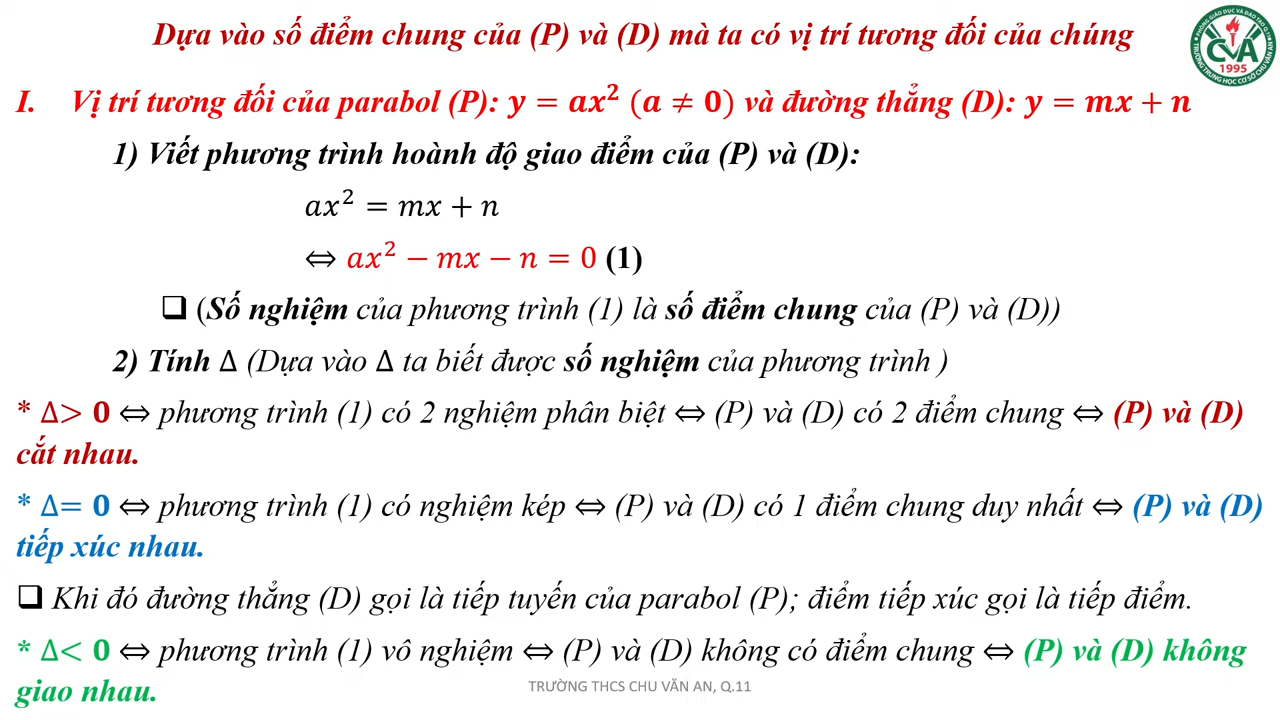 Dựa vào số điểm chung của (P) và (D) mà ta có vị trí tương đối của chúng
I. Vị trí tương đối của parabol (P): y = ax² (a ≠ 0) và đường thẳng (D): y = mx + n
1) Viết phương trình hoành độ giao điểm của (P) và (D):
ax² = mx + n
⇔ ax² − mx − n = 0 (1)
❑ (Số nghiệm của phương trình (1) là số điểm chung của (P) và (D))
2) Tính Δ (Dựa vào Δ ta biết được số nghiệm của phương trình )
* Δ> 0 ⇔ phương trình (1) có 2 nghiệm phân biệt ⇔ (P) và (D) có 2 điểm chung ⇔ (P) và (D)
cắt nhau.
* Δ= 0 ⇔ phương trình (1) có nghiệm kép ⇔ (P) và (D) có 1 điểm chung duy nhất ⇔ (P) và (D)
tiếp xúc nhau.
❑ Khi đó đường thẳng (D) gọi là tiếp tuyến của parabol (P); điểm tiếp xúc gọi là tiếp điểm.
* Δ< 0 ⇔ phương trình (1) vô nghiệm ⇔ (P) và (D) không có điểm chung ⇔ (P) và (D) không
giao nhau.
TRƯỜNG THCS CHU VĂN AN, Q.11
CVA
1995